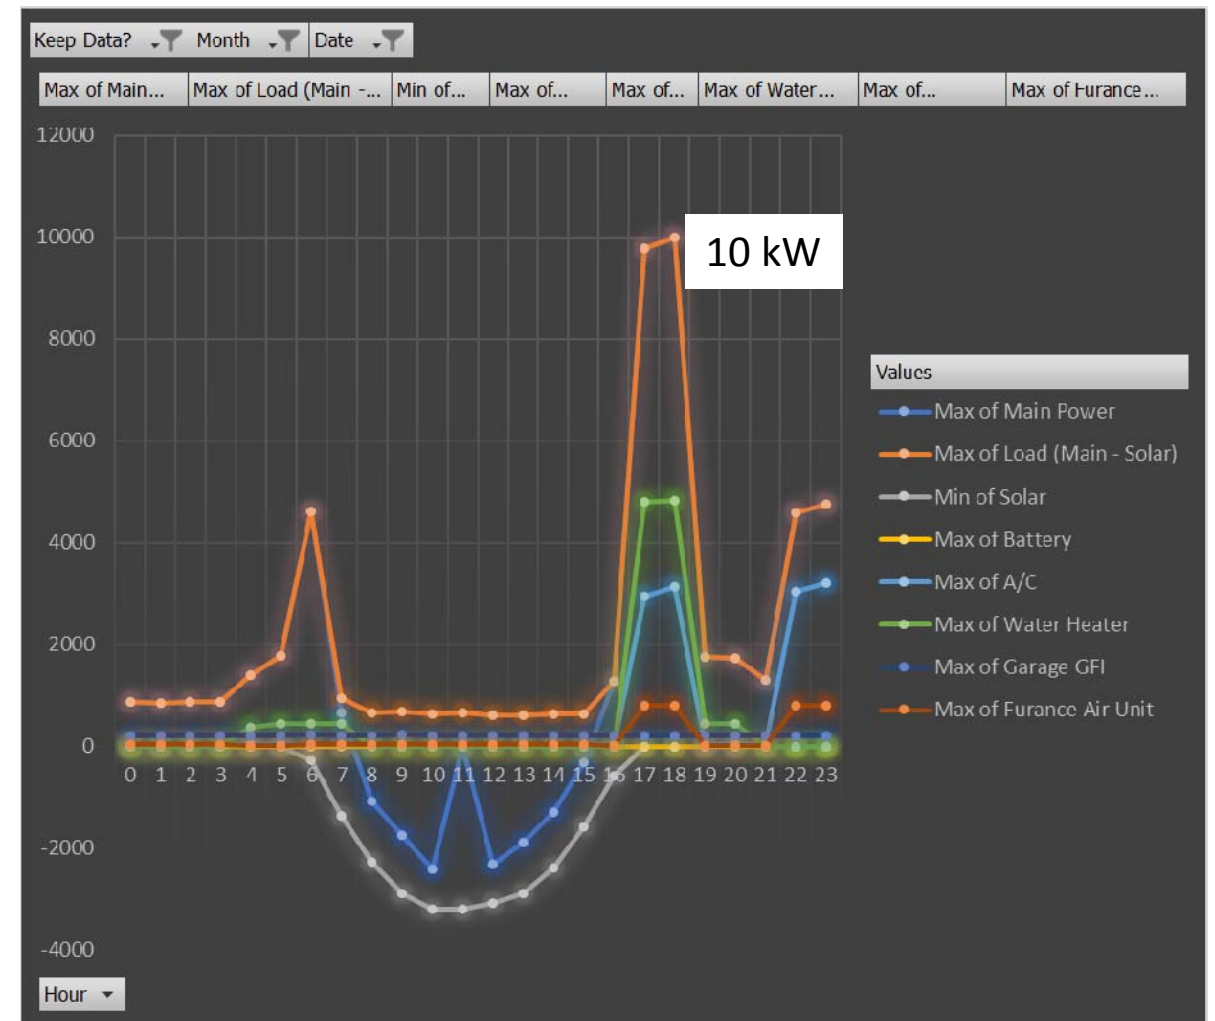 Keep Data? Month Date
Max of Main... Max of Load (Main -... Min of... Max of... Max of... Max of Water... Max of... Max of Furance...
12000
10000
10 kW
8000
6000
4000
2000
0
-2000
-4000
0 1 2 3 4 5 6 7 8 9 10 11 12 13 14 15 16 17 18 19 20 21 22 23
Values
Max of Main Power
Max of Load (Main - Solar)
Min of Solar
Max of Battery
Max of A/C
Max of Water Heater
Max of Garage GFI
Max of Furance Air Unit
Hour